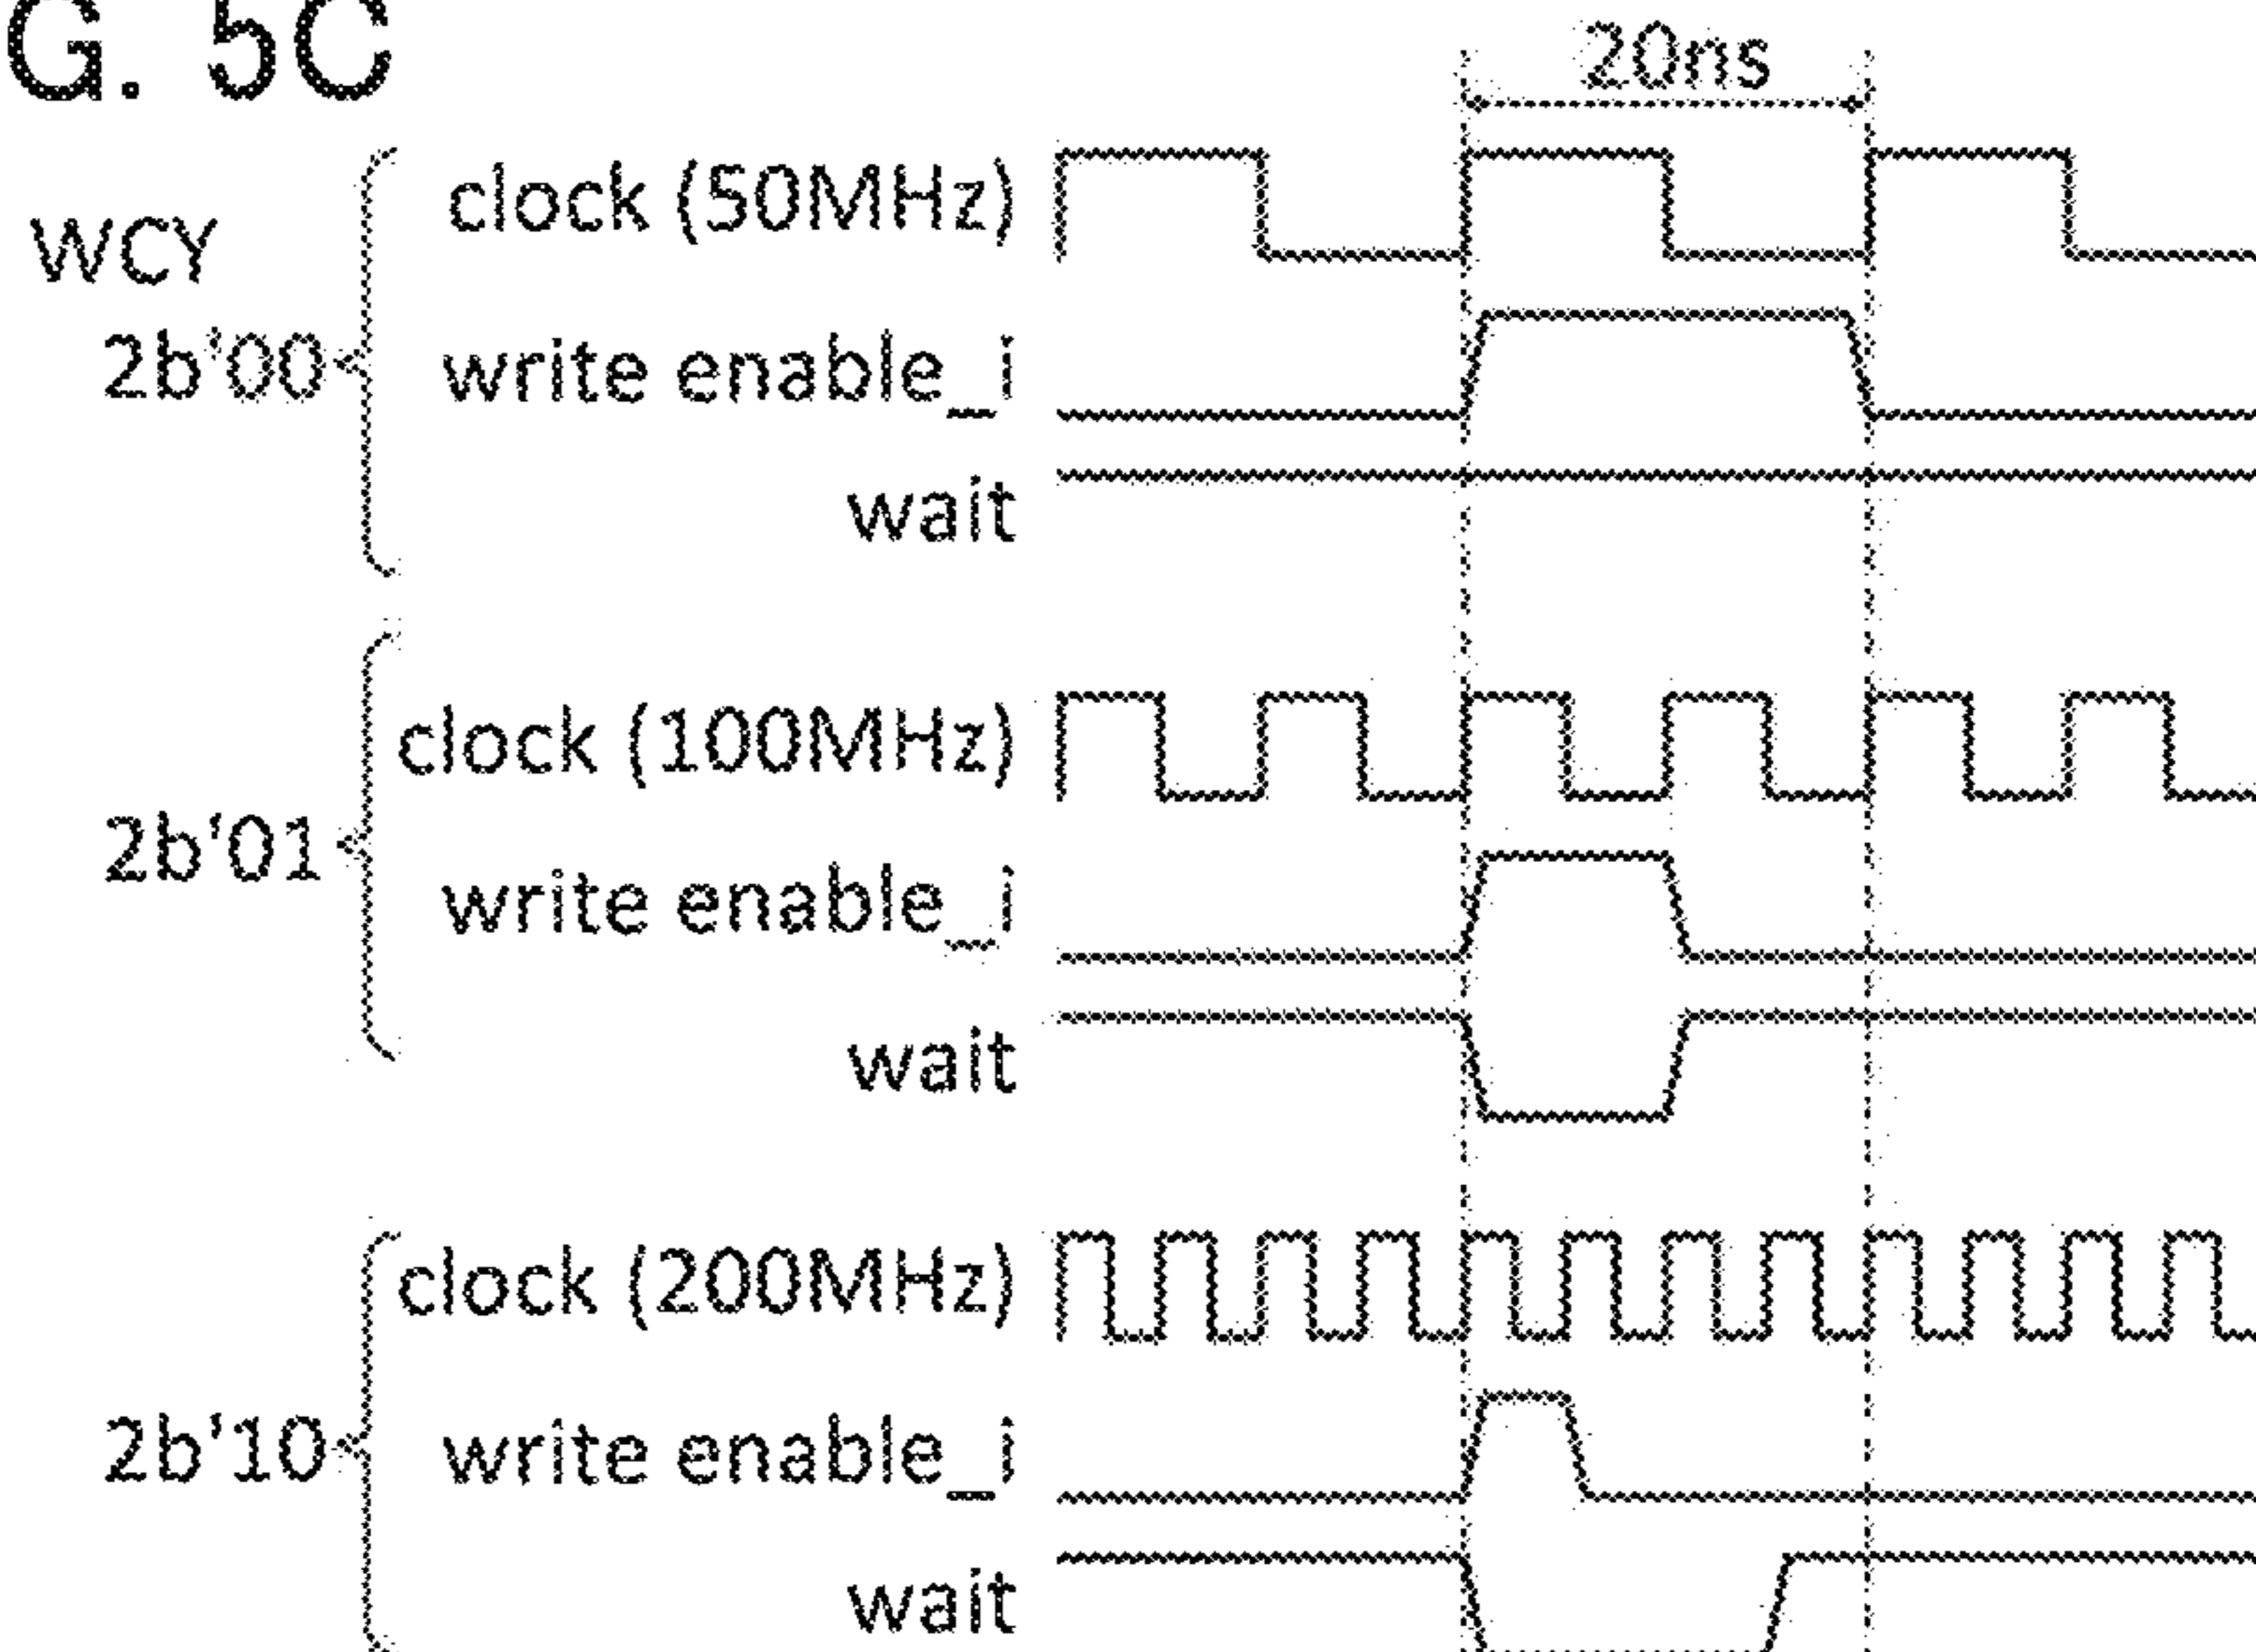 G. 5C
20ns
clock (50MHz)
WCY
2b'00
write enable_i
wait
clock (100MHz)
2b'01
write enable_i
wait
clock (200MHz)
2b'10
write enable_i
wait